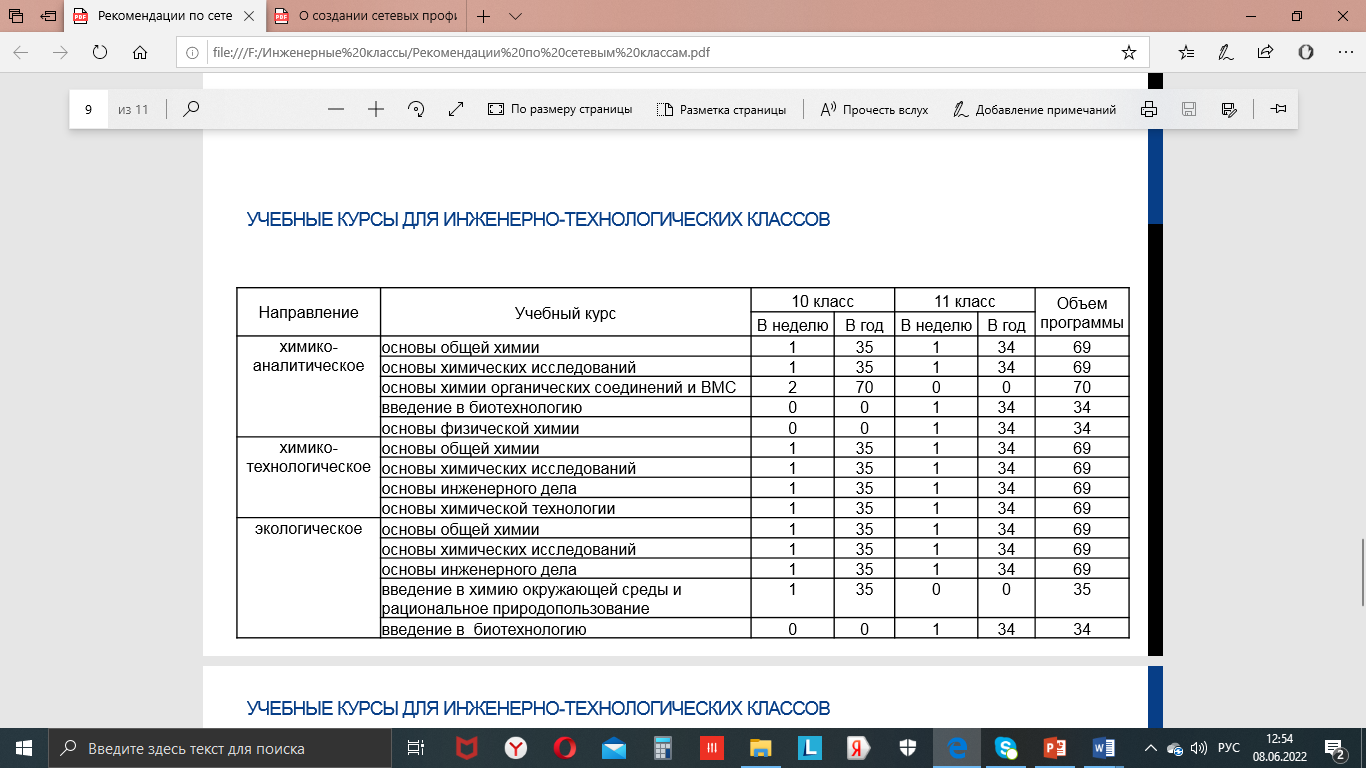 Рекомендации по сете
О создании сетевых профи
file:///F:/Инженерные%20классы/Рекомендации%20по%20сетевым%20классам.pdf
9 из 11 По размеру страницы Разметка страницы Прочесть вслух Добавление примечаний
УЧЕБНЫЕ КУРСЫ ДЛЯ ИНЖЕНЕРНО-ТЕХНОЛОГИЧЕСКИХ КЛАССОВ
Направление Учебный курс 10 класс 11 класс Объем программы
В неделю В год В неделю В год
химико-аналитическое
основы общей химии 1 35 1 34 69
основы химических исследований 1 35 1 34 69
основы химии органических соединений и ВМС 2 70 0 0 70
введение в биотехнологию 0 0 1 34 34
основы физической химии 0 0 1 34 34
химико-технологическое
основы общей химии 1 35 1 34 69
основы химических исследований 1 35 1 34 69
основы инженерного дела 1 35 1 34 69
основы химической технологии 1 35 1 34 69
экологическое
основы общей химии 1 35 1 34 69
основы химических исследований 1 35 1 34 69
основы инженерного дела 1 35 1 34 69
введение в химию окружающей среды и
рациональное природопользование 1 35 0 0 35
введение в биотехнологию 0 0 1 34 34
УЧЕБНЫЕ КУРСЫ ДЛЯ ИНЖЕНЕРНО-ТЕХНОЛОГИЧЕСКИХ КЛАССОВ
Введите здесь текст для поиска
РУС
12:54
08.06.2022
2